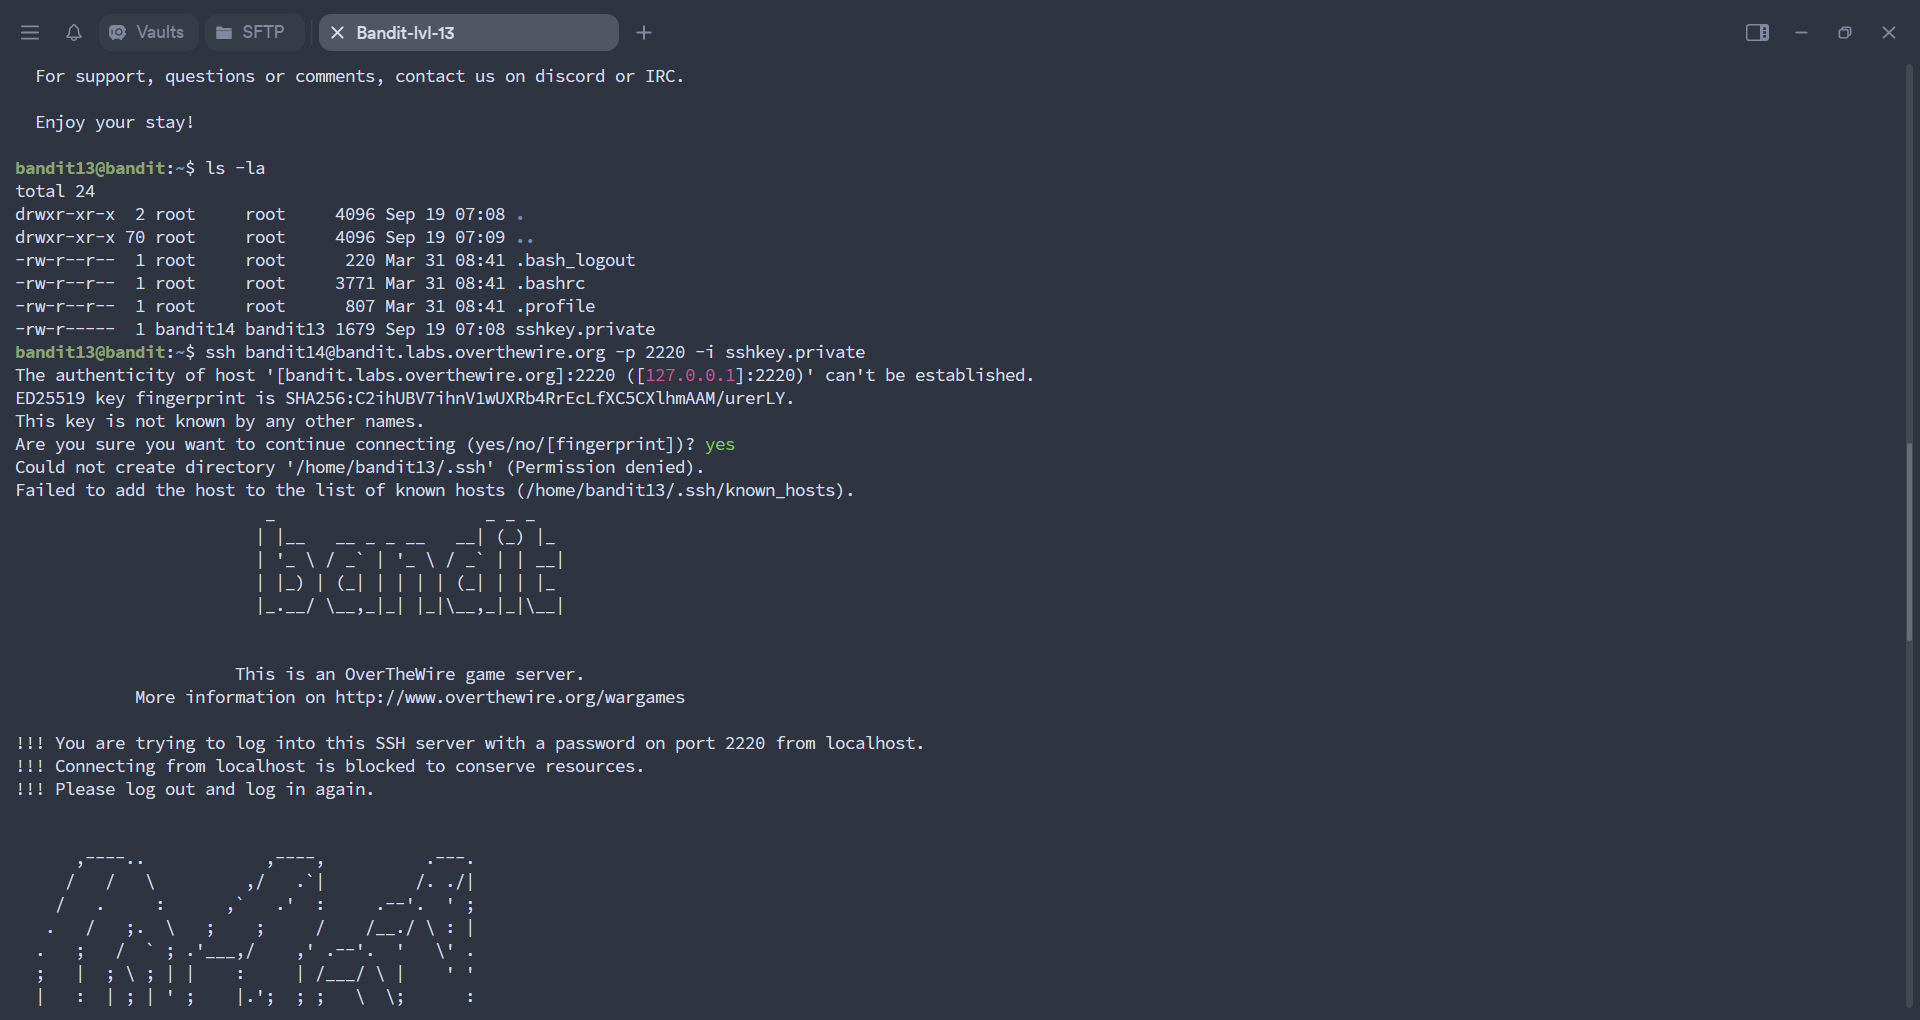 Vaults SFTP Bandit-lvl-13
For support, questions or comments, contact us on discord or IRC.
Enjoy your stay!
bandit13@bandit:~$ ls -la
total 24
drwxr-xr-x  2 root     root     4096 Sep 19 07:08 .
drwxr-xr-x 70 root     root     4096 Sep 19 07:09 ..
-rw-r--r--  1 root     root      220 Mar 31 08:41 .bash_logout
-rw-r--r--  1 root     root     3771 Mar 31 08:41 .bashrc
-rw-r--r--  1 root     root      807 Mar 31 08:41 .profile
-rw-r-----  1 bandit14 bandit13 1679 Sep 19 07:08 sshkey.private
bandit13@bandit:~$ ssh bandit14@bandit.labs.overthewire.org -p 2220 -i sshkey.private
The authenticity of host '[bandit.labs.overthewire.org]:2220 ([127.0.0.1]:2220)' can't be established.
ED25519 key fingerprint is SHA256:C2ihUBV7ihnV1wUXRb4RrEcLfXC5CXlhmAAM/urerLY.
This key is not known by any other names.
Are you sure you want to continue connecting (yes/no/[fingerprint])? yes
Could not create directory '/home/bandit13/.ssh' (Permission denied).
Failed to add the host to the list of known hosts (/home/bandit13/.ssh/known_hosts).
bandit
This is an OverTheWire game server.
More information on http://www.overthewire.org/wargames
!!! You are trying to log into this SSH server with a password on port 2220 from localhost.
!!! Connecting from localhost is blocked to conserve resources.
!!! Please log out and log in again.